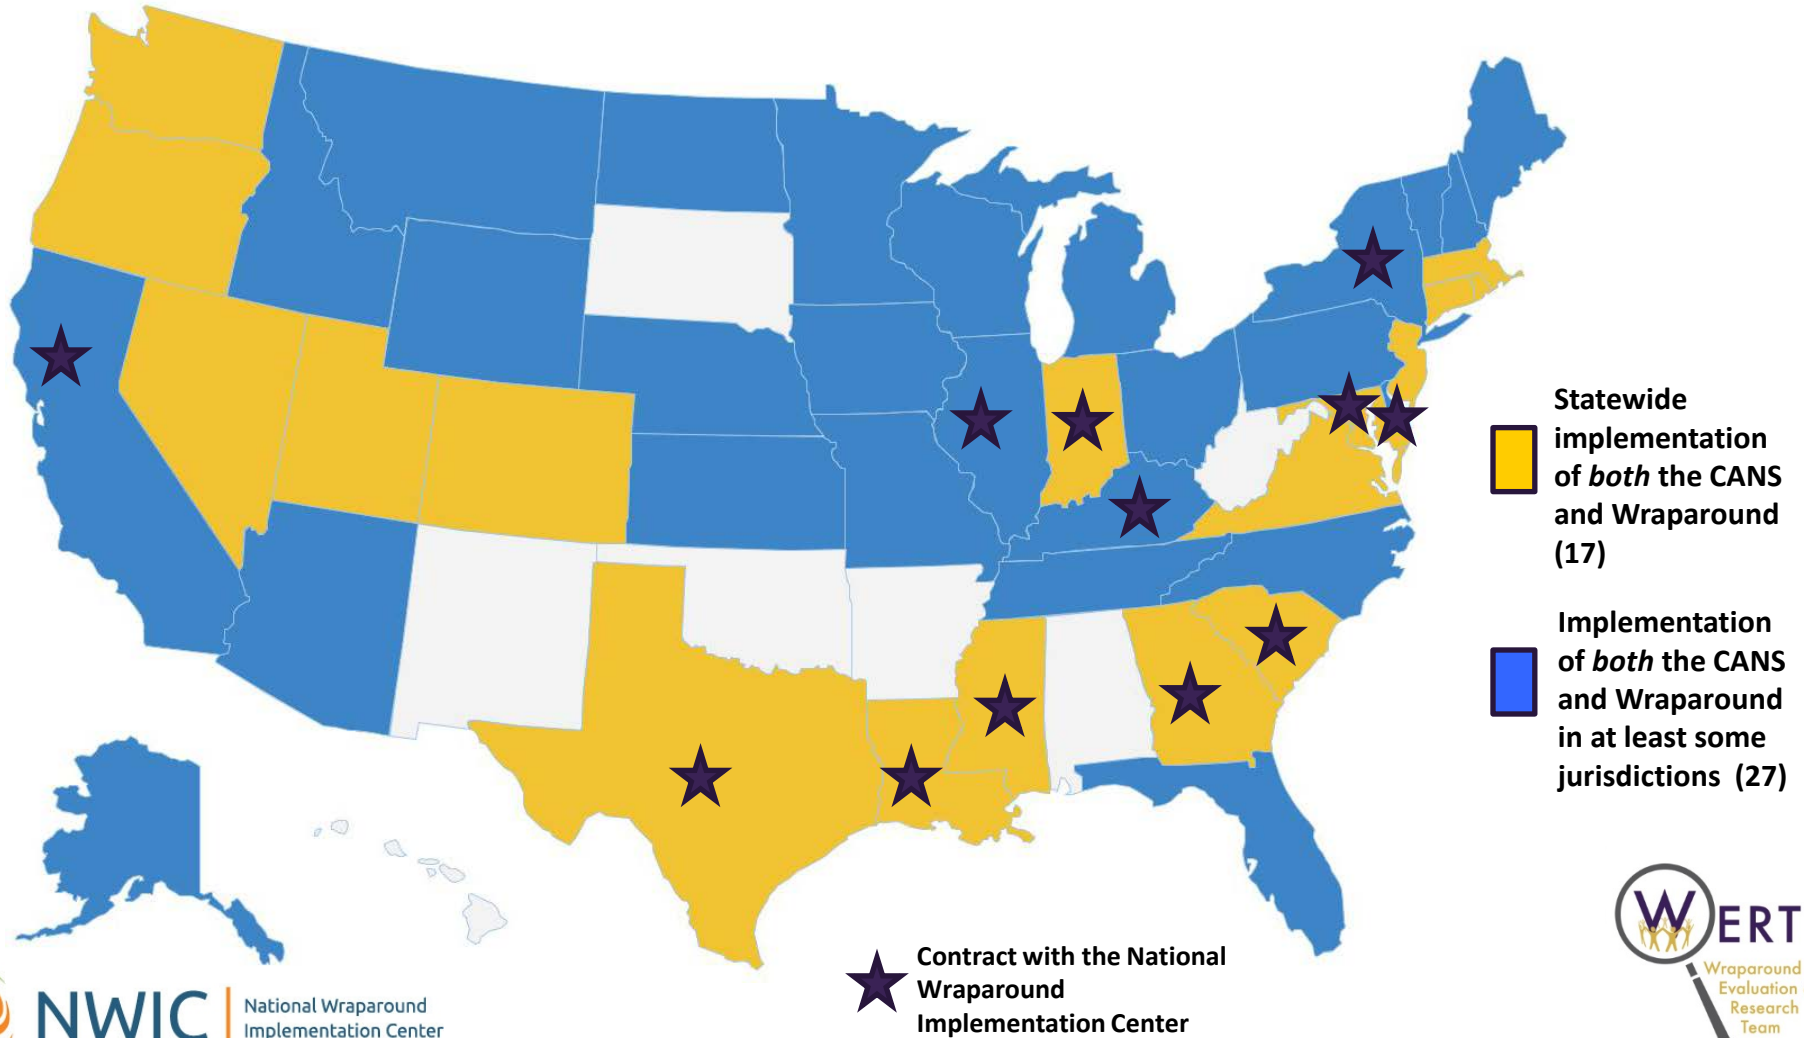 Statewide
implementation
of both the CANS
and Wraparound
(17)
Implementation
of both the CANS
and Wraparound
in at least some
jurisdictions (27)
Contract with the National
Wraparound
Implementation Center
NWIC
National Wraparound
Implementation Center
WERT
Wraparound
Evaluation
Research
Team